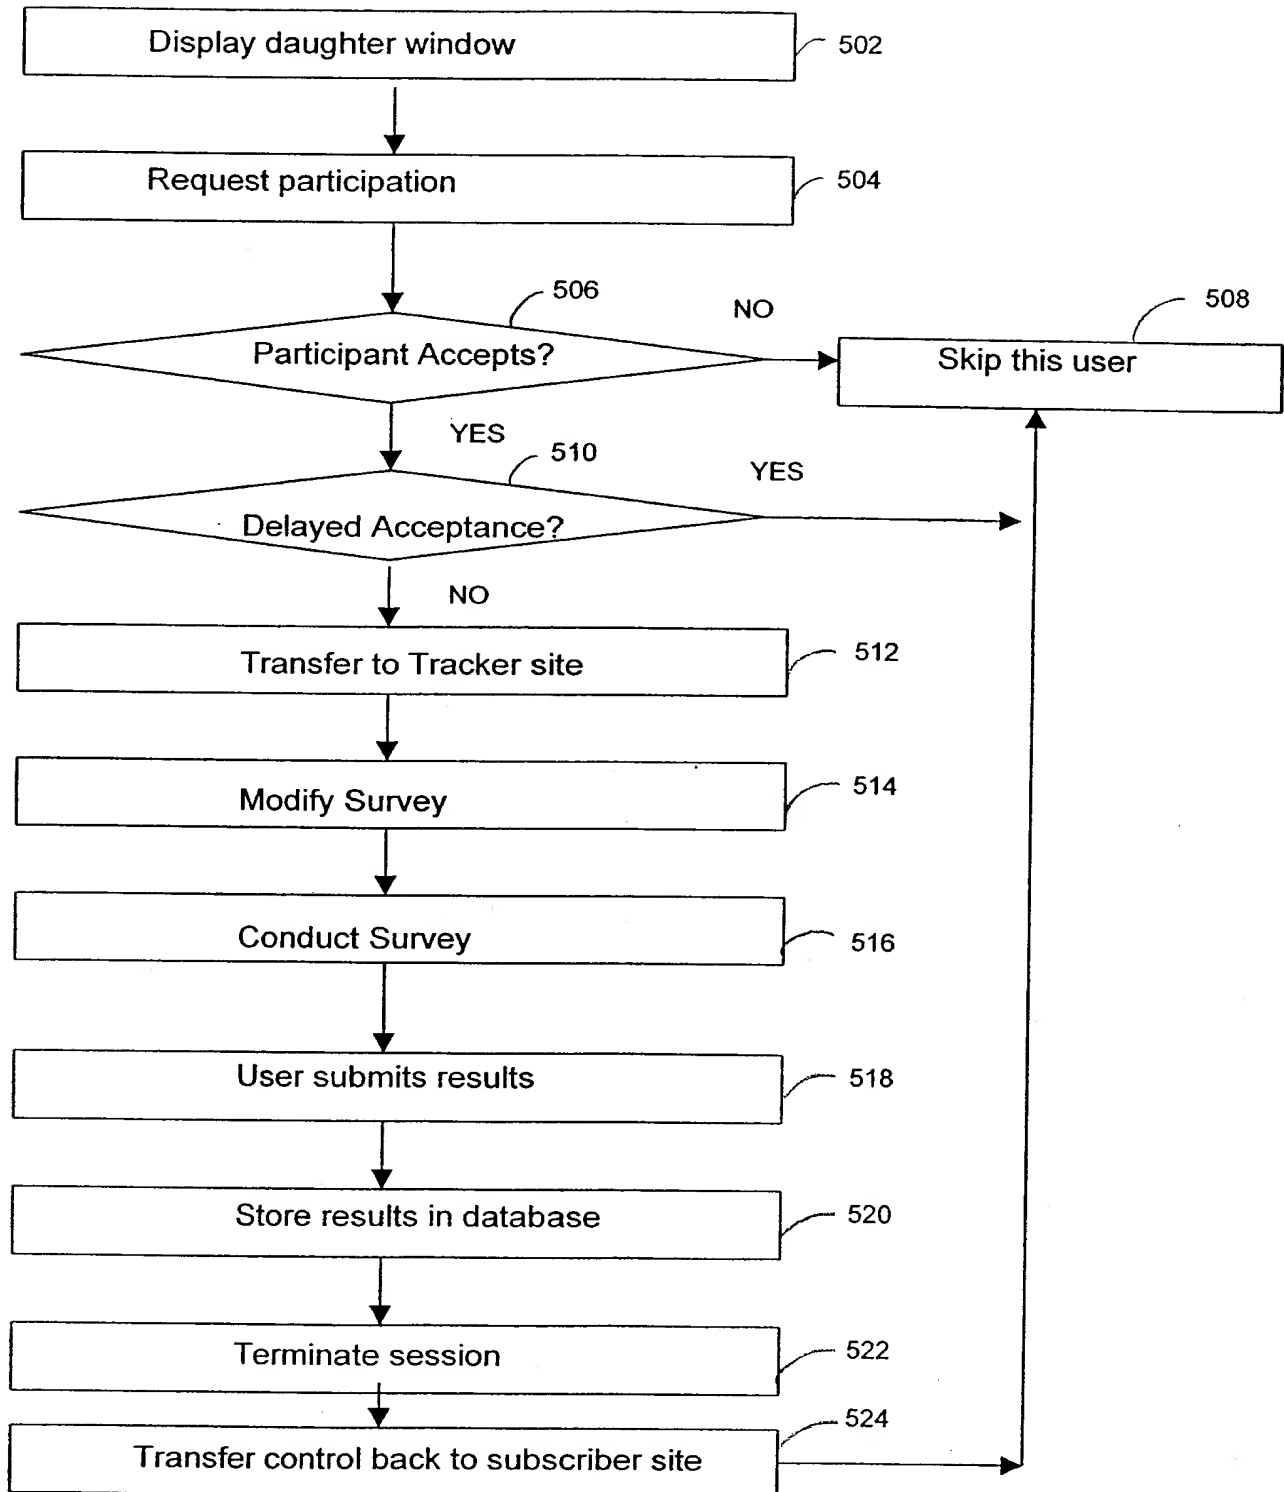 Display daughter window
502
Request participation
504
506
NO
508
Participant Accepts?
Skip this user
YES
510
YES
Delayed Acceptance?
NO
Transfer to Tracker site
512
Modify Survey
514
Conduct Survey
516
User submits results
518
Store results in database
520
Terminate session
522
524
Transfer control back to subscriber site